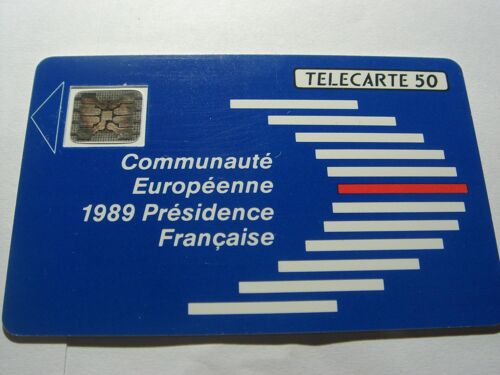 TELECARTE 50
Communauté
Européenne
1989 Présidence
Française